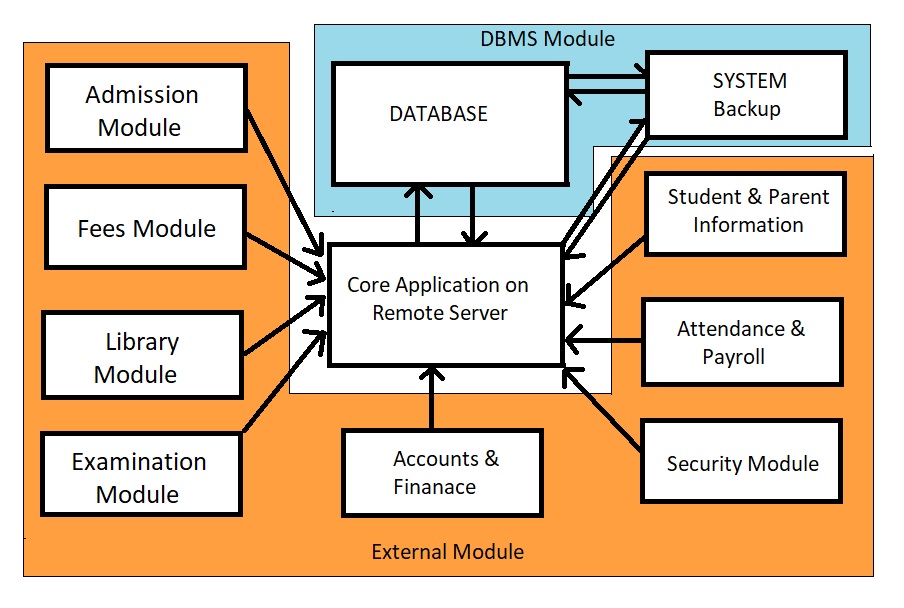 DBMS Module
DATABASE
SYSTEM
Backup
Admission
Module
Fees Module
Library
Module
Examination
Module
Core Application on
Remote Server
Student & Parent
Information
Attendance &
Payroll
Security Module
Accounts &
Finanace
External Module